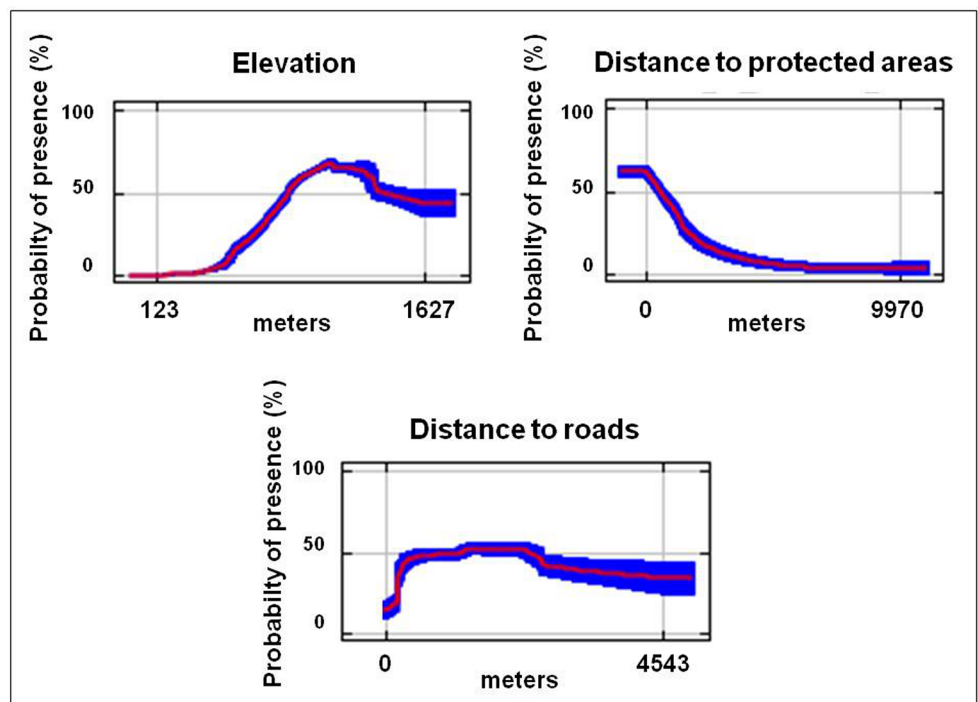 Elevation
Probabilty of presence (%)
100
50
0
123
1627
meters
Distance to protected areas
Probabilty of presence (%)
100
50
0
0
9970
meters
Distance to roads
Probabilty of presence (%)
100
50
0
0
4543
meters